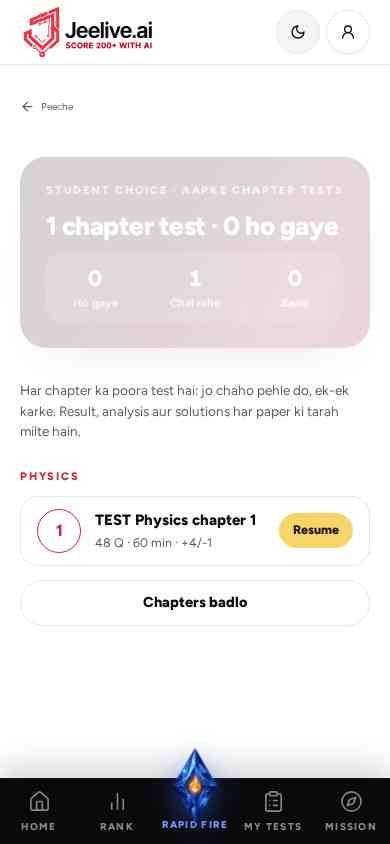 Jeelive.ai
SCORE 200+ WITH AI
Peeche
STUDENT CHOICE · AAPKE CHAPTER TESTS
1 chapter test · 0 ho gaye
0 1 0
Ho gaye Chal rahe Baaki
Har chapter ka poora test hai: jo chaho pehle do, ek-ek
karke. Result, analysis aur solutions har paper ki tarah
milte hain.
PHYSICS
1
TEST Physics chapter 1
48 Q · 60 min · +4/-1
Resume
Chapters badlo
HOME RANK RAPID FIRE MY TESTS MISSION